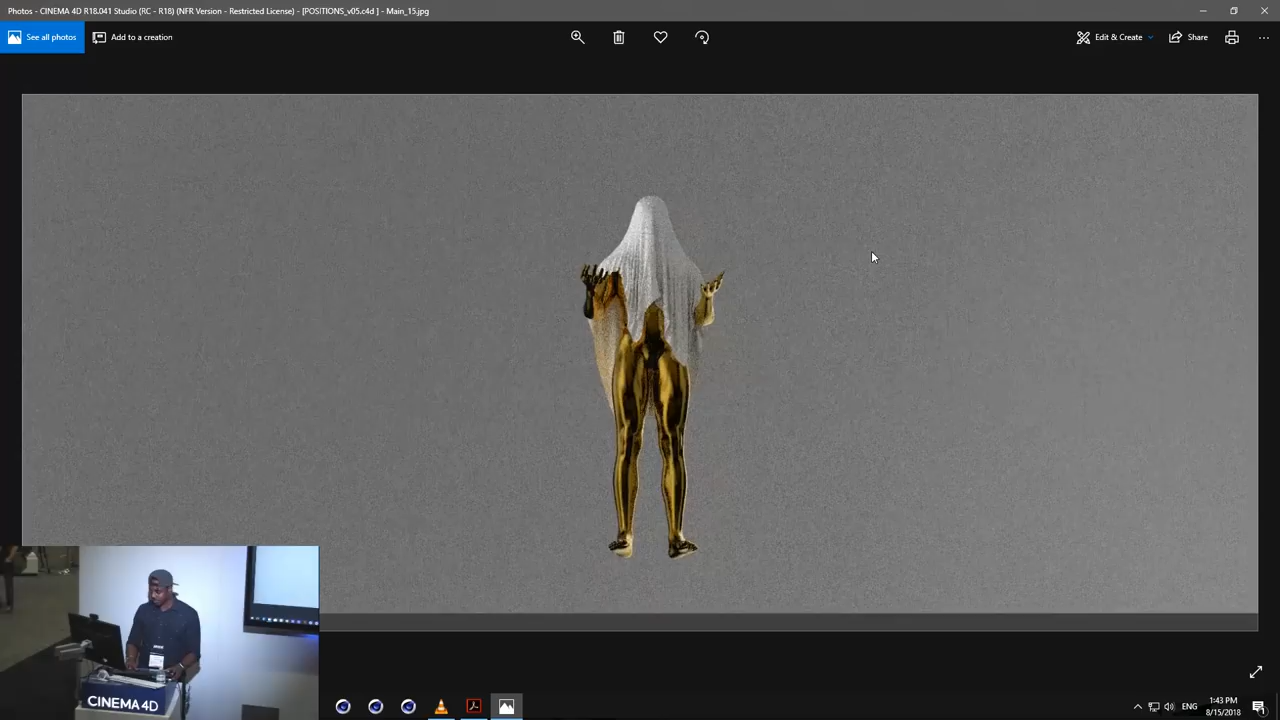 Photos - CINEMA 4D R18.041 Studio (RC - R18) (NFR Version - Restricted License) - [POSITIONS_v05.c4d ] - Main_15.jpg
See all photos
Add to a creation
Edit & Create
Share
CINEMA 4D
ENG
1:43 PM
8/15/2018